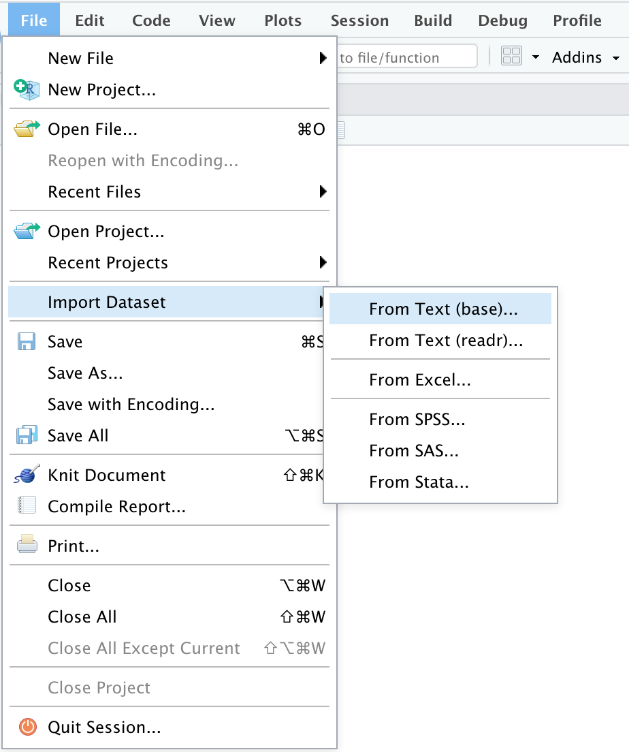 File Edit Code View Plots Session Build Debug Profile
to file/function Addins
New File
New Project...
Open File... ⌘O
Reopen with Encoding...
Recent Files
Open Project...
Recent Projects
Import Dataset
From Text (base)...
From Text (readr)...
From Excel...
From SPSS...
From SAS...
From Stata...
Save ⌘S
Save As...
Save with Encoding...
Save All ⌥⌘S
Knit Document ⇧⌘K
Compile Report...
Print...
Close ⌥⌘W
Close All ⇧⌘W
Close All Except Current ⇧⌥⌘W
Close Project
Quit Session...